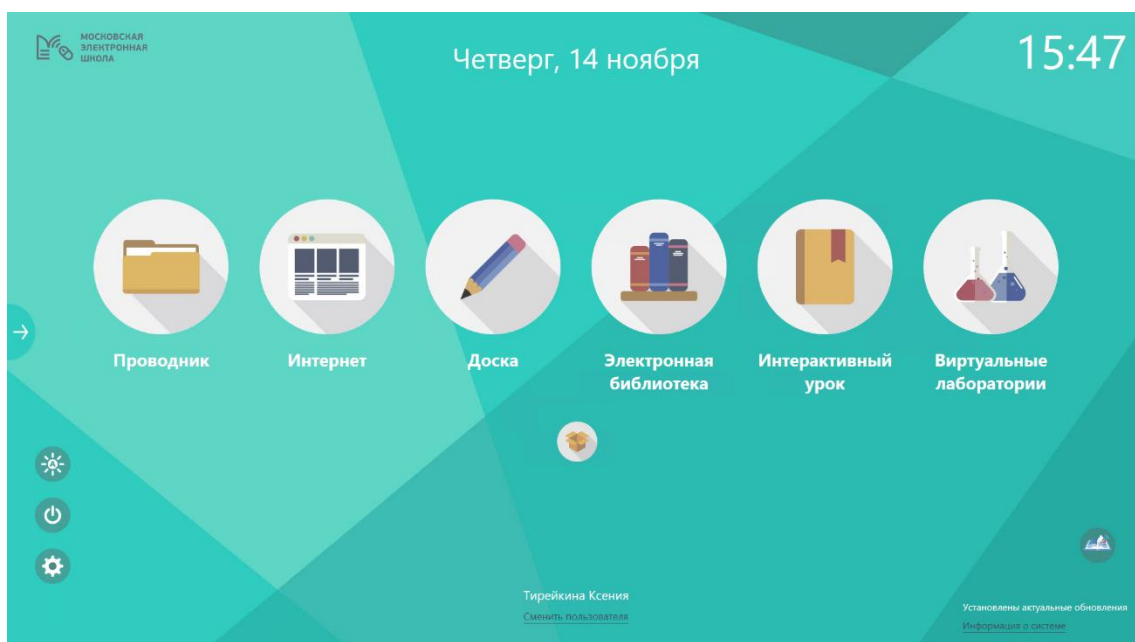 МОСКОВСКАЯ
ЭЛЕКТРОННАЯ
ШКОЛА
Четверг, 14 ноября
15:47
Проводник
Интернет
Доска
Электронная
библиотека
Интерактивный
урок
Виртуальные
лаборатории
Тирейкина Ксения
Сменить пользователя
Установлены актуальные обновления
Информация о системе